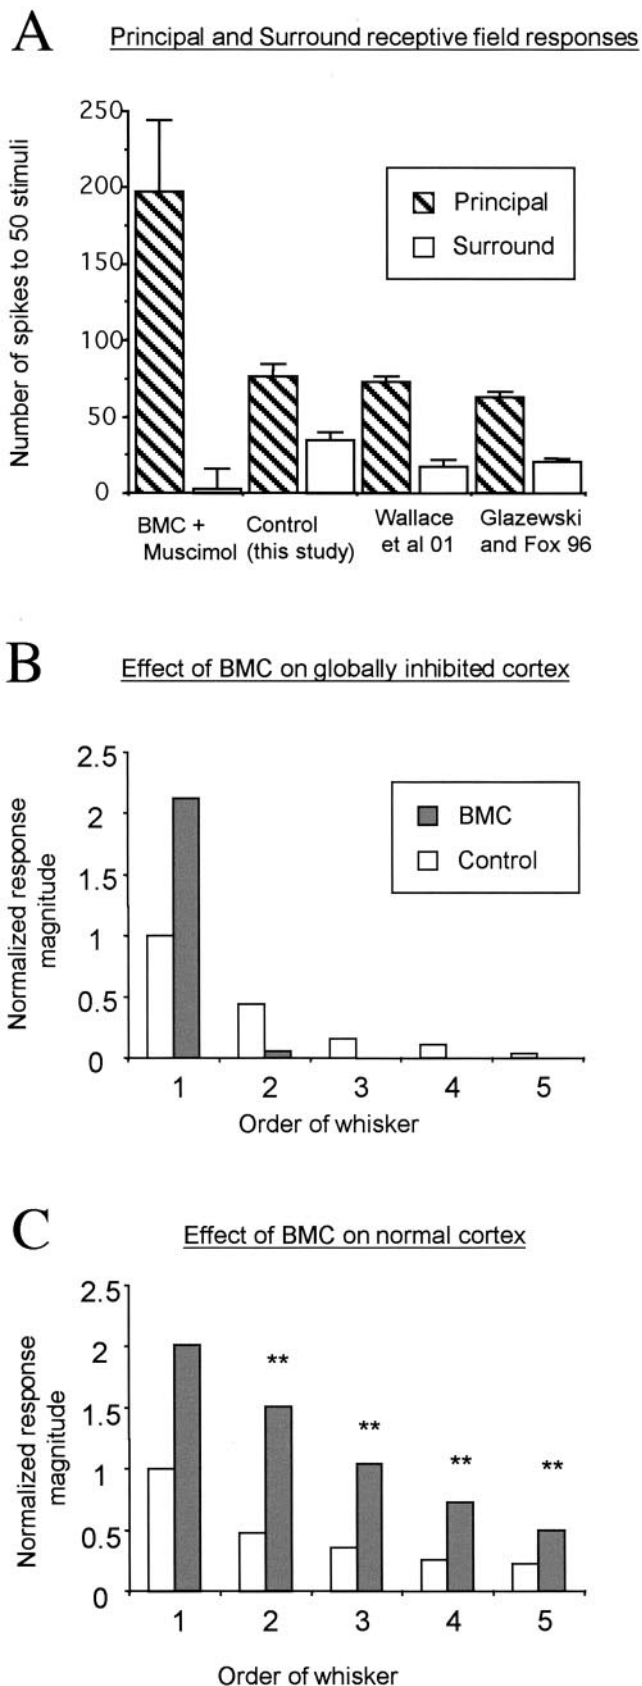 A
Principal and Surround receptive field responses
Number of spikes to 50 stimuli
250
200
150
100
50
0
Principal
Surround
BMC + Muscimol
Control (this study)
Wallace et al 01
Glazewski and Fox 96
B
Effect of BMC on globally inhibited cortex
Normalized response magnitude
2.5
2
1.5
1
0.5
0
BMC
Control
1 2 3 4 5
Order of whisker
C
Effect of BMC on normal cortex
Normalized response magnitude
2.5
2
1.5
1
0.5
0
** ** ** **
1 2 3 4 5
Order of whisker